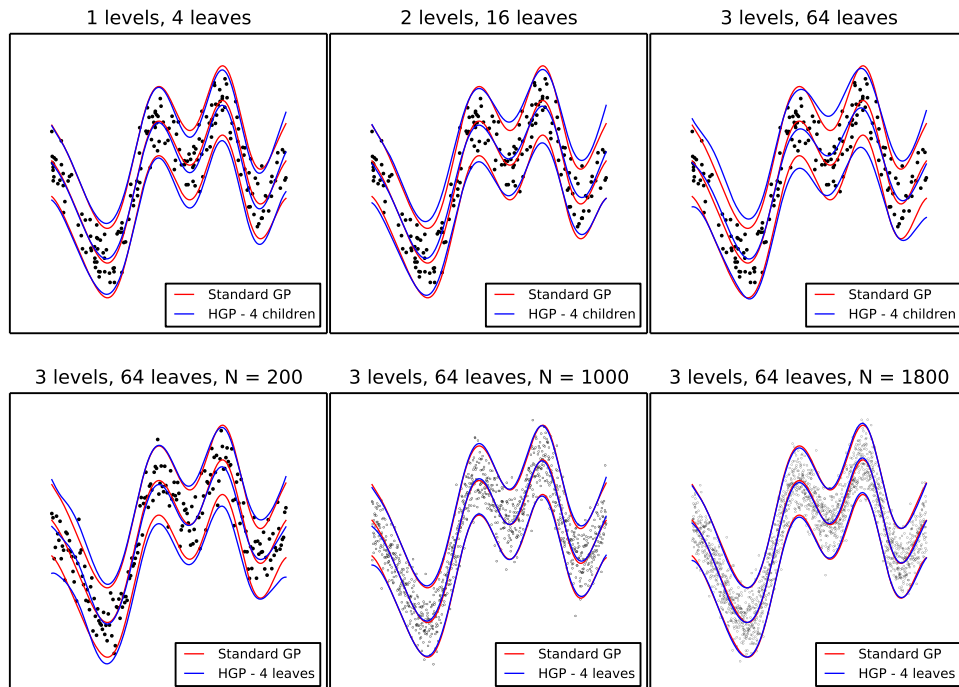 1 levels, 4 leaves
2 levels, 16 leaves
3 levels, 64 leaves
Standard GP
HGP - 4 children
Standard GP
HGP - 4 children
Standard GP
HGP - 4 children
3 levels, 64 leaves, N = 200
3 levels, 64 leaves, N = 1000
3 levels, 64 leaves, N = 1800
Standard GP
HGP - 4 leaves
Standard GP
HGP - 4 leaves
Standard GP
HGP - 4 leaves